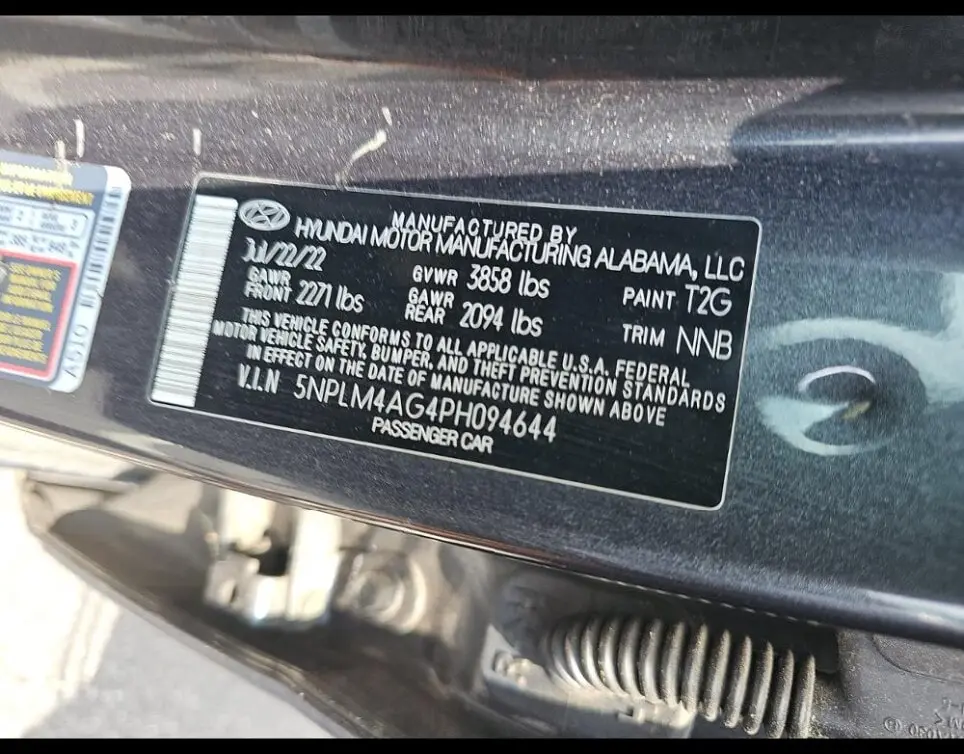 MANUFACTURED BY
HYUNDAI MOTOR MANUFACTURING ALABAMA, LLC
JUL/22/22
GVWR 3858 lbs
PAINT T2G
GAWR FRONT 2271 lbs
GAWR REAR 2094 lbs
TRIM NNB
THIS VEHICLE CONFORMS TO ALL APPLICABLE U.S.A. FEDERAL
MOTOR VEHICLE SAFETY, BUMPER, AND THEFT PREVENTION STANDARDS
IN EFFECT ON THE DATE OF MANUFACTURE SHOWN ABOVE
V.I.N 5NPLM4AG4PH094644
PASSENGER CAR
A510